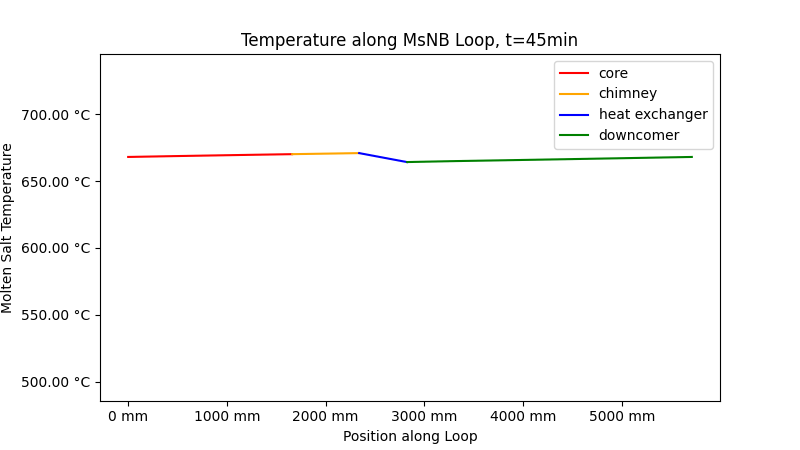 Temperature along MsNB Loop, t=45min
core
chimney
heat exchanger
downcomer
700.00 °C
650.00 °C
600.00 °C
550.00 °C
500.00 °C
Molten Salt Temperature
0 mm 1000 mm 2000 mm 3000 mm 4000 mm 5000 mm
Position along Loop